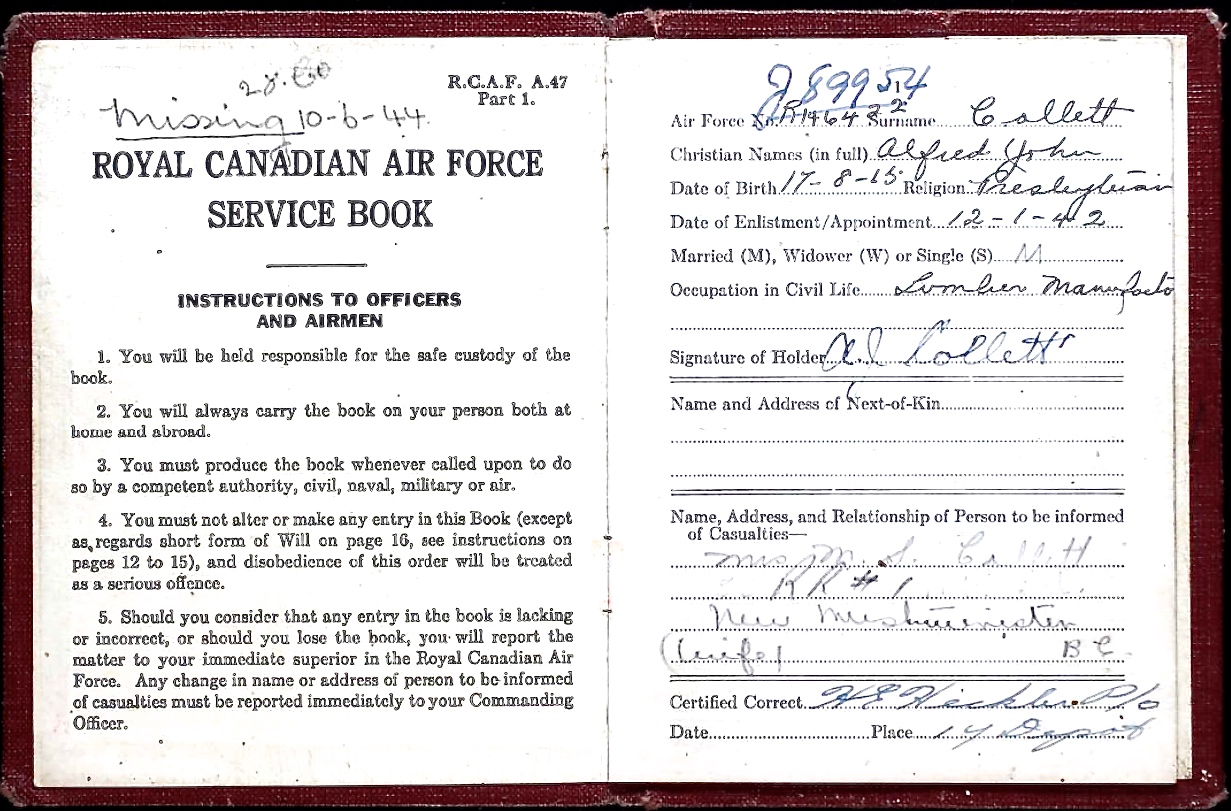 R.C.A.F. A.47
Part 1.
Missing 10-6-44
ROYAL CANADIAN AIR FORCE
SERVICE BOOK
INSTRUCTIONS TO OFFICERS
AND AIRMEN
1. You will be held responsible for the safe custody of the
book.
2. You will always carry the book on your person both at
home and abroad.
3. You must produce the book whenever called upon to do
so by a competent authority, civil, naval, military or air.
4. You must not alter or make any entry in this Book (except
as regards short form of Will on page 16, see instructions on
pages 12 to 15), and disobedience of this order will be treated
as a serious offence.
5. Should you consider that any entry in the book is lacking
or incorrect, or should you lose the book, you will report the
matter to your immediate superior in the Royal Canadian Air
Force. Any change in name or address of person to be informed
of casualties must be reported immediately to your Commanding
Officer.
J89954
Air Force No. Surname Collett
Christian Names (in full) Alfred John
Date of Birth 17-8-15 Religion Presbyterian
Date of Enlistment/Appointment 12-1-42
Married (M), Widower (W) or Single (S) M
Occupation in Civil Life Lumber
Signature of Holder AJ Collett
Name and Address of Next-of-Kin
Name, Address, and Relationship of Person to be informed
of Casualties—
Mrs M. S. Collett
RR #1
New Westminister
(wife) BC
Certified Correct P/o
Date Place Depot